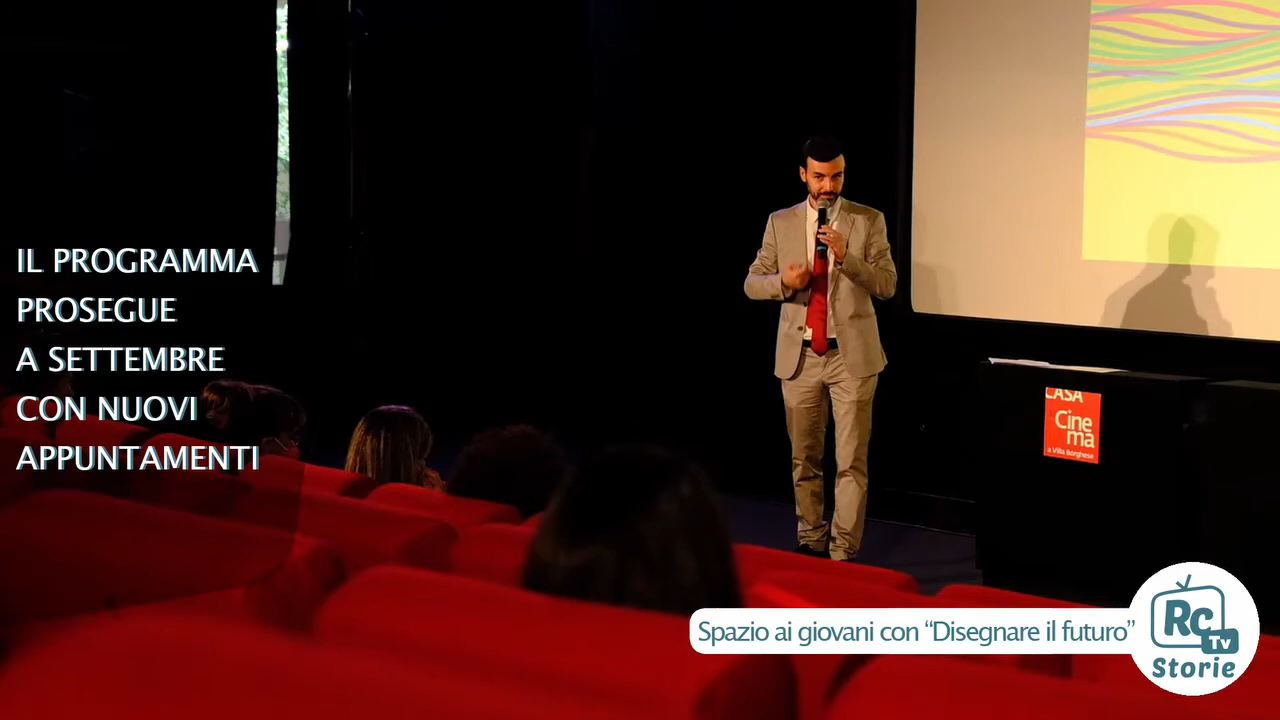 IL PROGRAMMA
PROSEGUE
A SETTEMBRE
CON NUOVI
APPUNTAMENTI
CASA
Cine
ma
a Villa Borghese
Spazio ai giovani con “Disegnare il futuro”
Rc
Tv
Storie